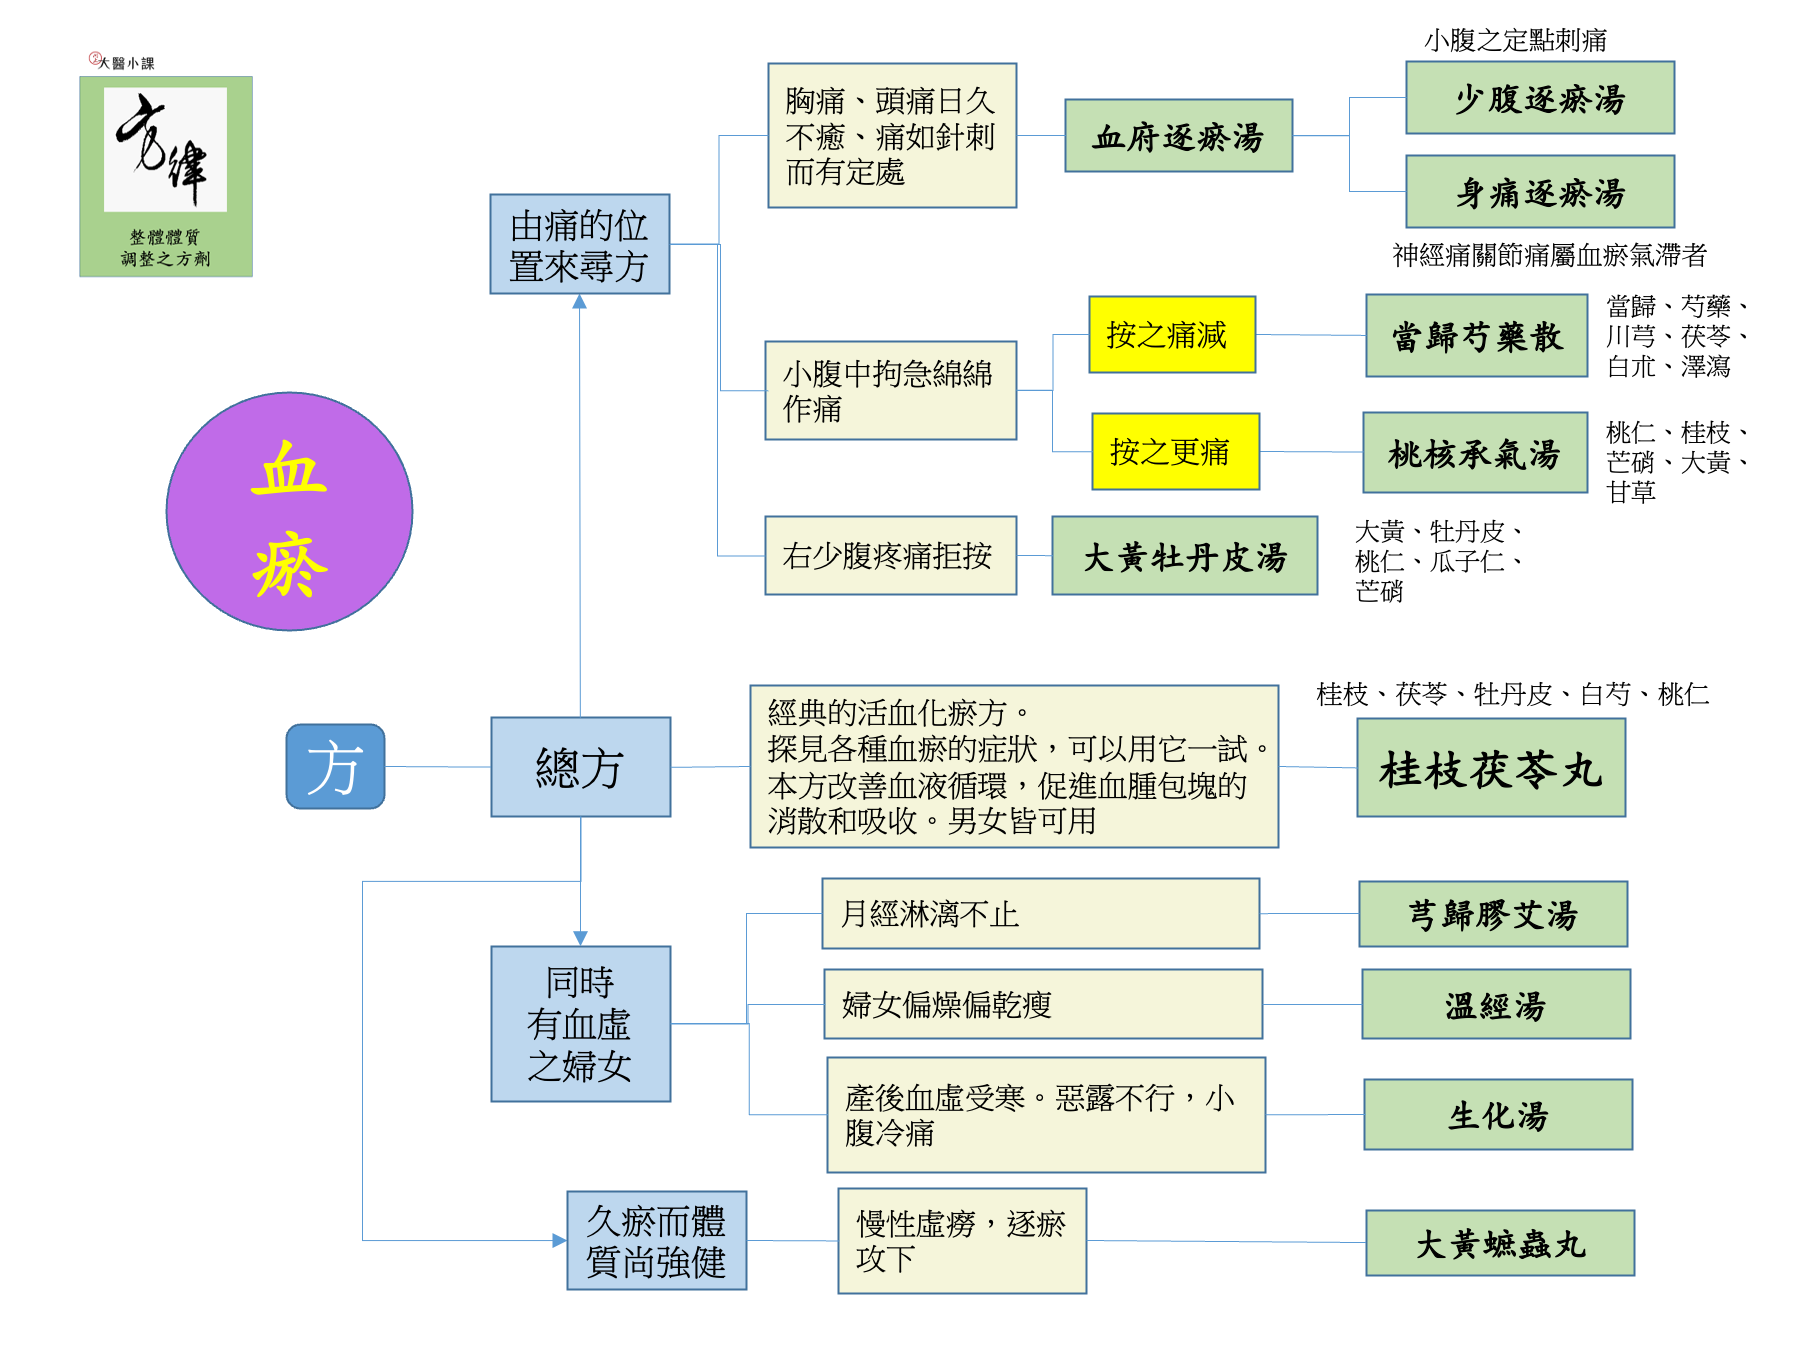 大醫小課
方律
整體體質
調整之方劑
血
瘀
方
總方
由痛的位
置來尋方
胸痛、頭痛日久
不癒、痛如針刺
而有定處
血府逐瘀湯
小腹之定點刺痛
少腹逐瘀湯
身痛逐瘀湯
神經痛關節痛屬血瘀氣滯者
小腹中拘急綿綿
作痛
按之痛減
當歸芍藥散
當歸、芍藥、
川芎、茯苓、
白朮、澤瀉
按之更痛
桃核承氣湯
桃仁、桂枝、
芒硝、大黃、
甘草
右少腹疼痛拒按
大黃牡丹皮湯
大黃、牡丹皮、
桃仁、瓜子仁、
芒硝
經典的活血化瘀方。
探見各種血瘀的症狀，可以用它一試。
本方改善血液循環，促進血腫包塊的
消散和吸收。男女皆可用
桂枝、茯苓、牡丹皮、白芍、桃仁
桂枝茯苓丸
同時
有血虛
之婦女
月經淋漓不止
芎歸膠艾湯
婦女偏燥偏乾瘦
溫經湯
產後血虛受寒。惡露不行，小
腹冷痛
生化湯
久瘀而體
質尚強健
慢性虛癆，逐瘀
攻下
大黃蟅蟲丸